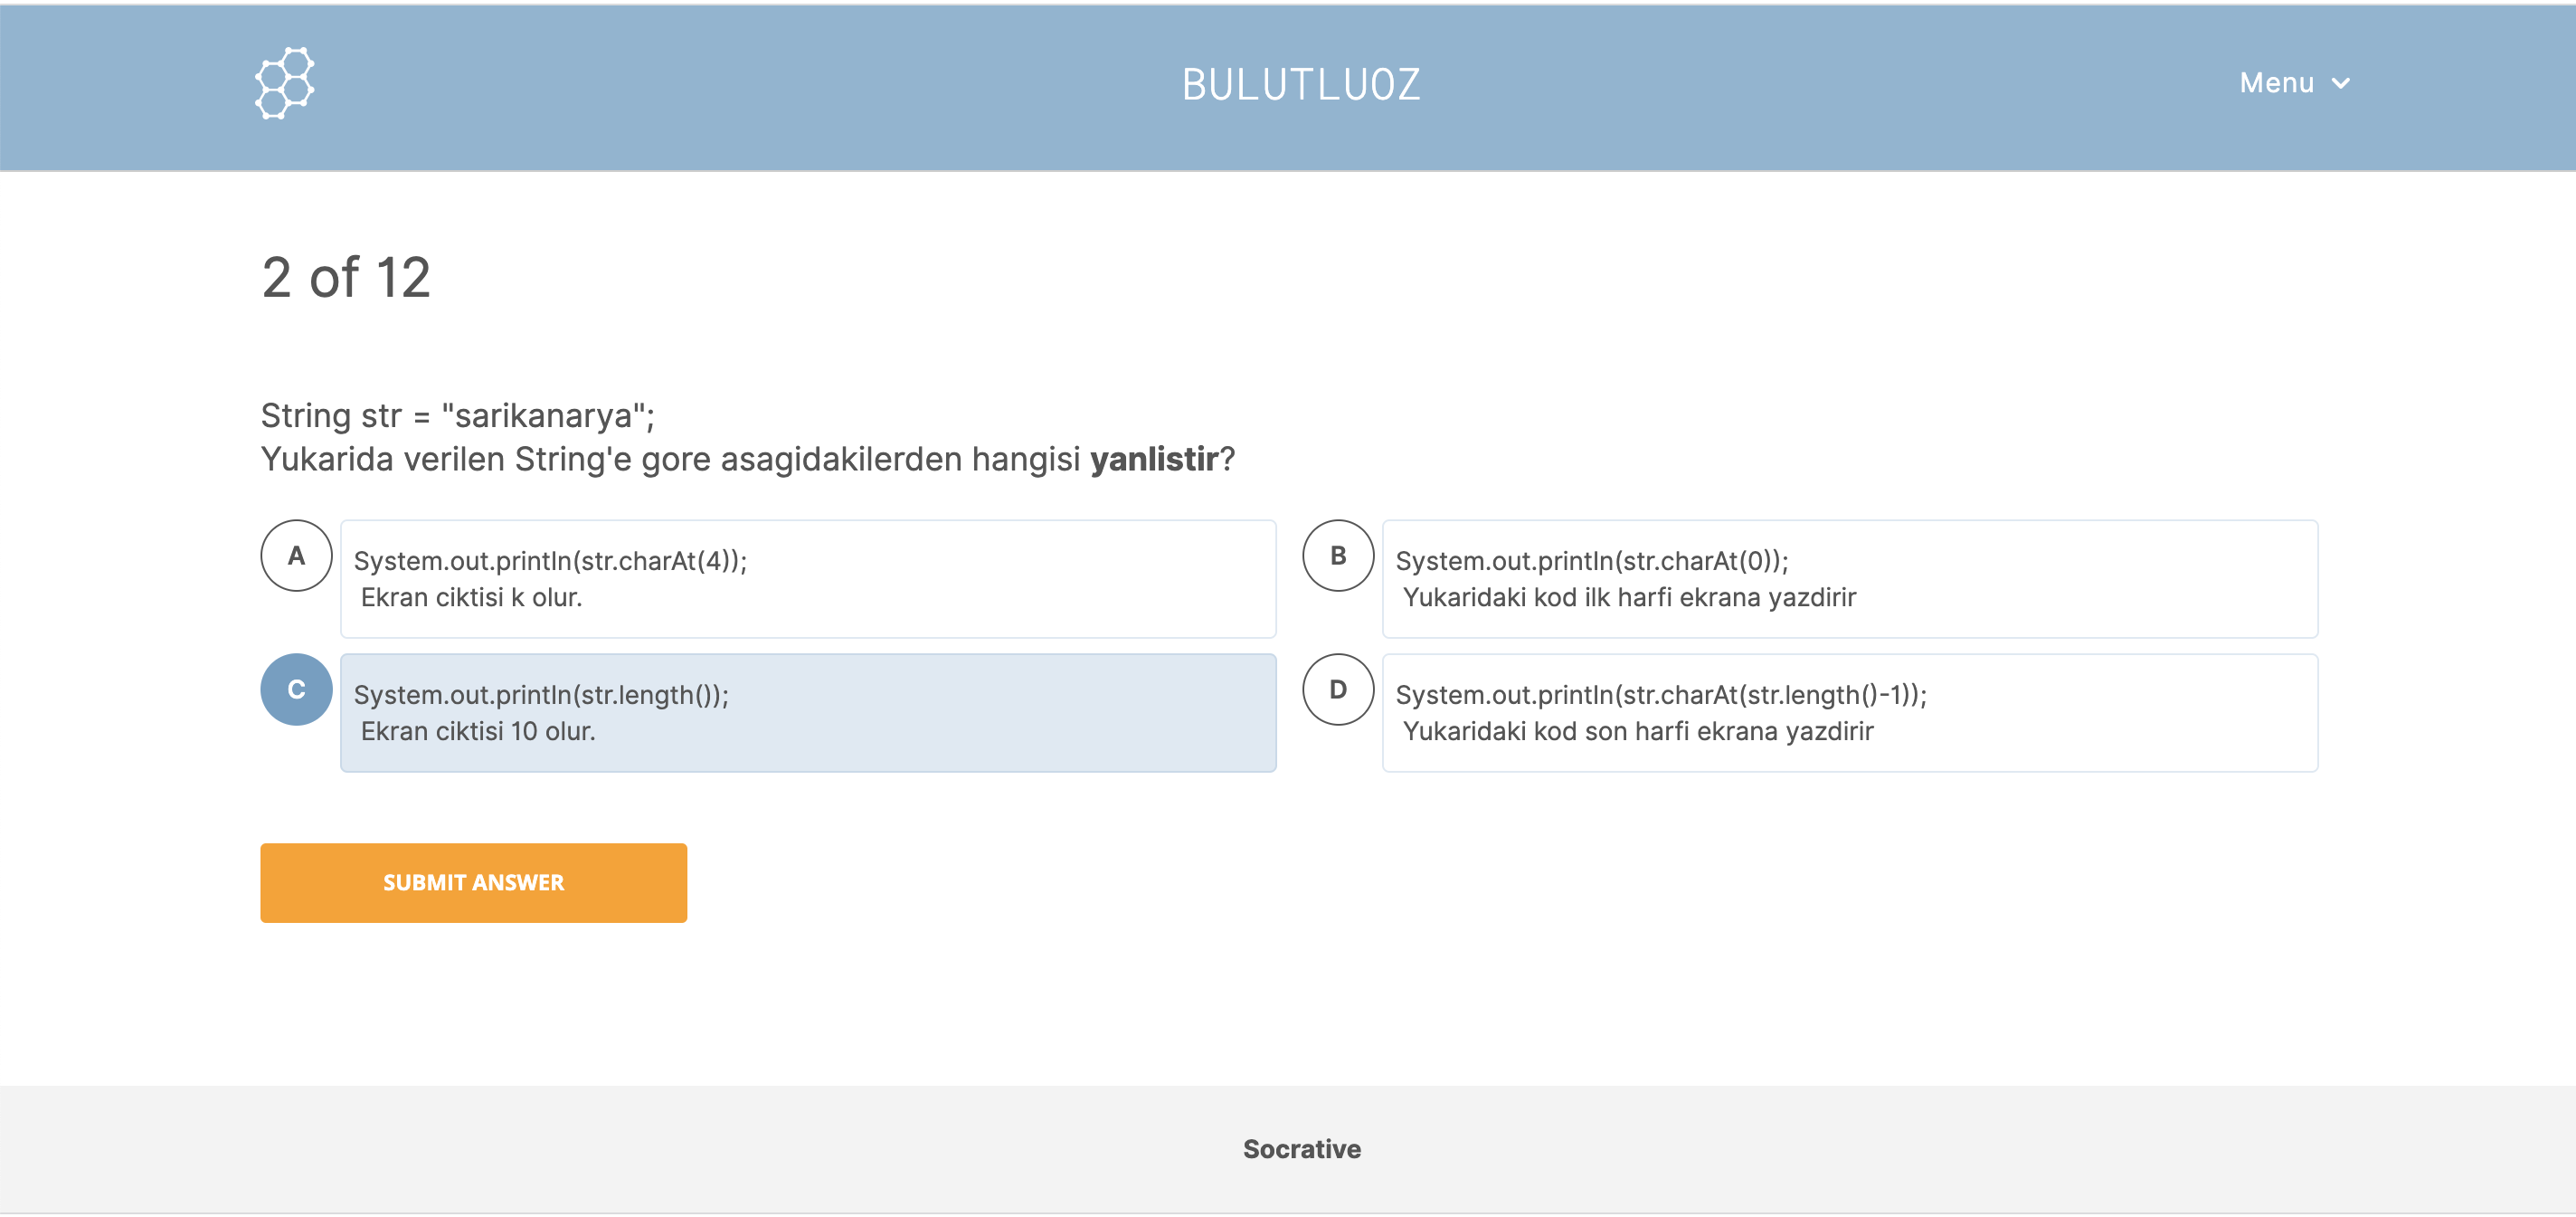 BULUTLUOZ
Menu
2 of 12
String str = "sarikanarya";
Yukarida verilen String'e gore asagidakilerden hangisi yanlistir?
A
System.out.println(str.charAt(4));
Ekran ciktisi k olur.
B
System.out.println(str.charAt(0));
Yukaridaki kod ilk harfi ekrana yazdirir
C
System.out.println(str.length());
Ekran ciktisi 10 olur.
D
System.out.println(str.charAt(str.length()-1));
Yukaridaki kod son harfi ekrana yazdirir
SUBMIT ANSWER
Socrative